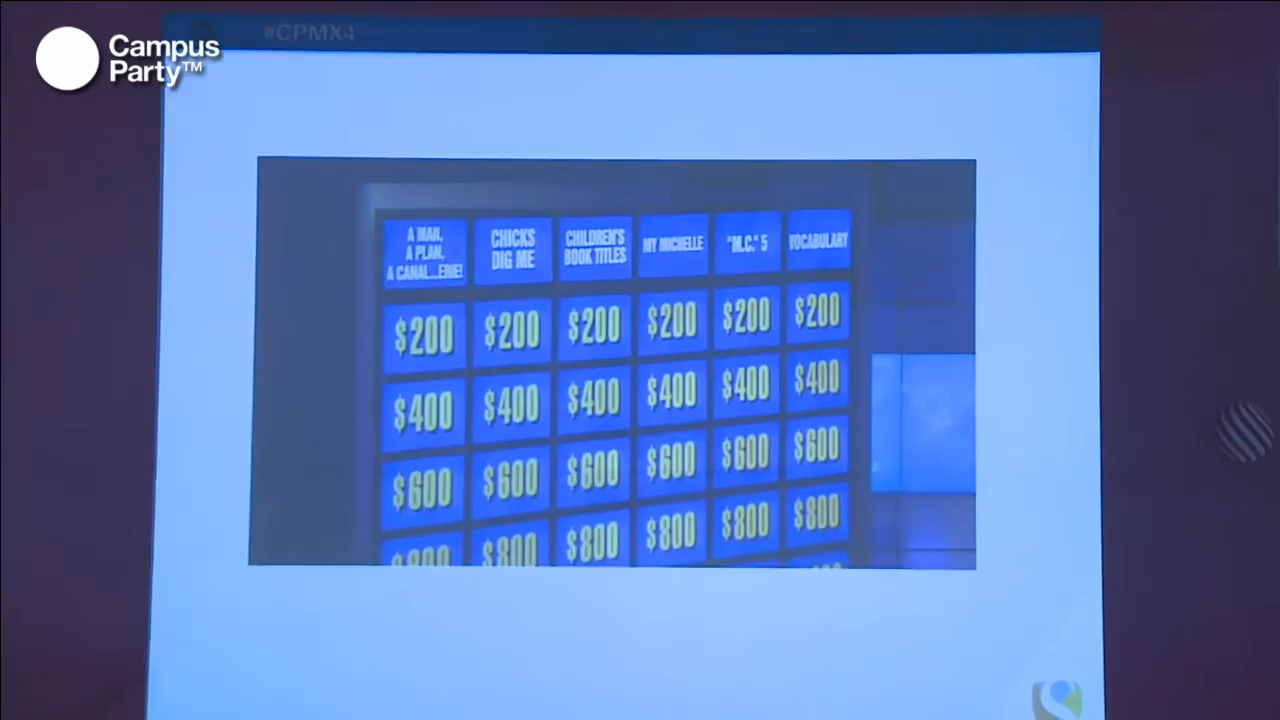 #CPMX4
Campus
Party™
A MAN,
A PLAN,
A CANAL...ERIE!
CHICKS
DIG ME
CHILDREN'S
BOOK TITLES
MY MICHELLE
"M.C." 5
VOCABULARY
$200 $200 $200 $200 $200 $200
$400 $400 $400 $400 $400 $400
$600 $600 $600 $600 $600 $600
$800 $800 $800 $800 $800 $800